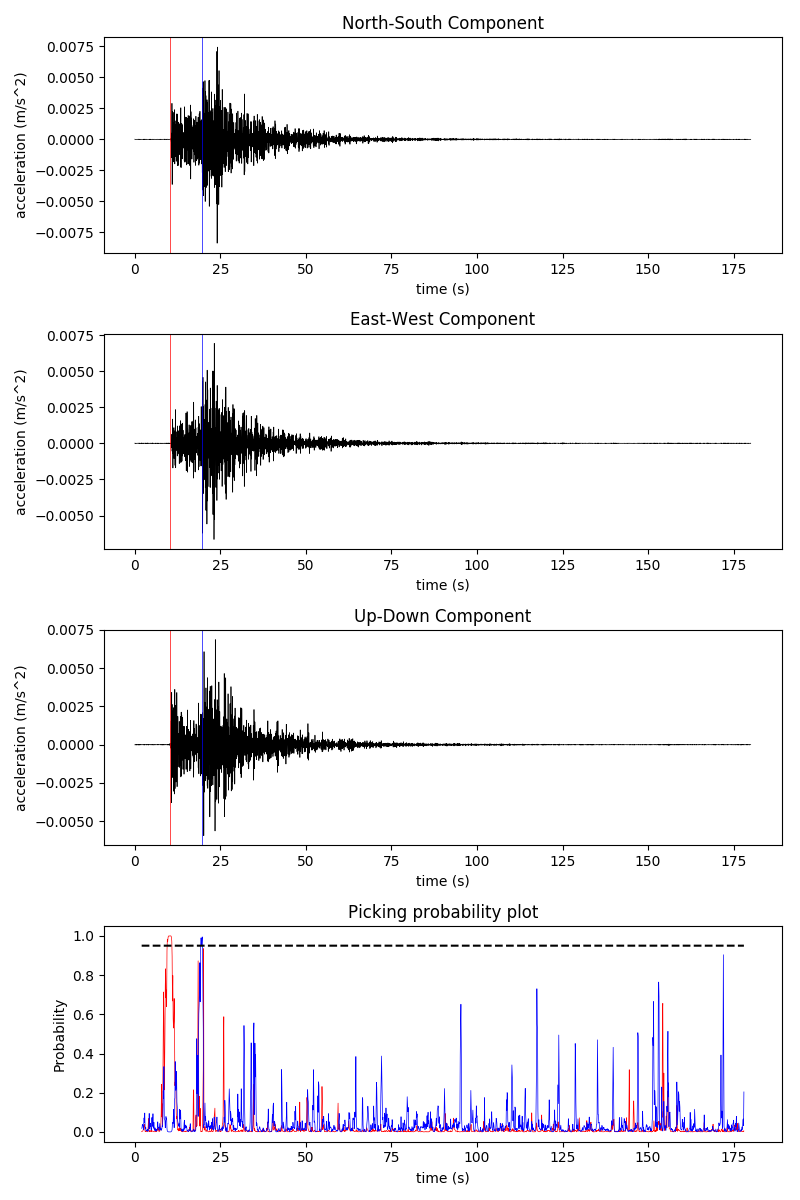 North-South Component
0.0075
0.0050
0.0025
0.0000
−0.0025
−0.0050
−0.0075
acceleration (m/s^2)
0 25 50 75 100 125 150 175
time (s)
East-West Component
0.0075
0.0050
0.0025
0.0000
−0.0025
−0.0050
acceleration (m/s^2)
0 25 50 75 100 125 150 175
time (s)
Up-Down Component
0.0075
0.0050
0.0025
0.0000
−0.0025
−0.0050
acceleration (m/s^2)
0 25 50 75 100 125 150 175
time (s)
Picking probability plot
1.0
0.8
0.6
0.4
0.2
0.0
Probability
0 25 50 75 100 125 150 175
time (s)